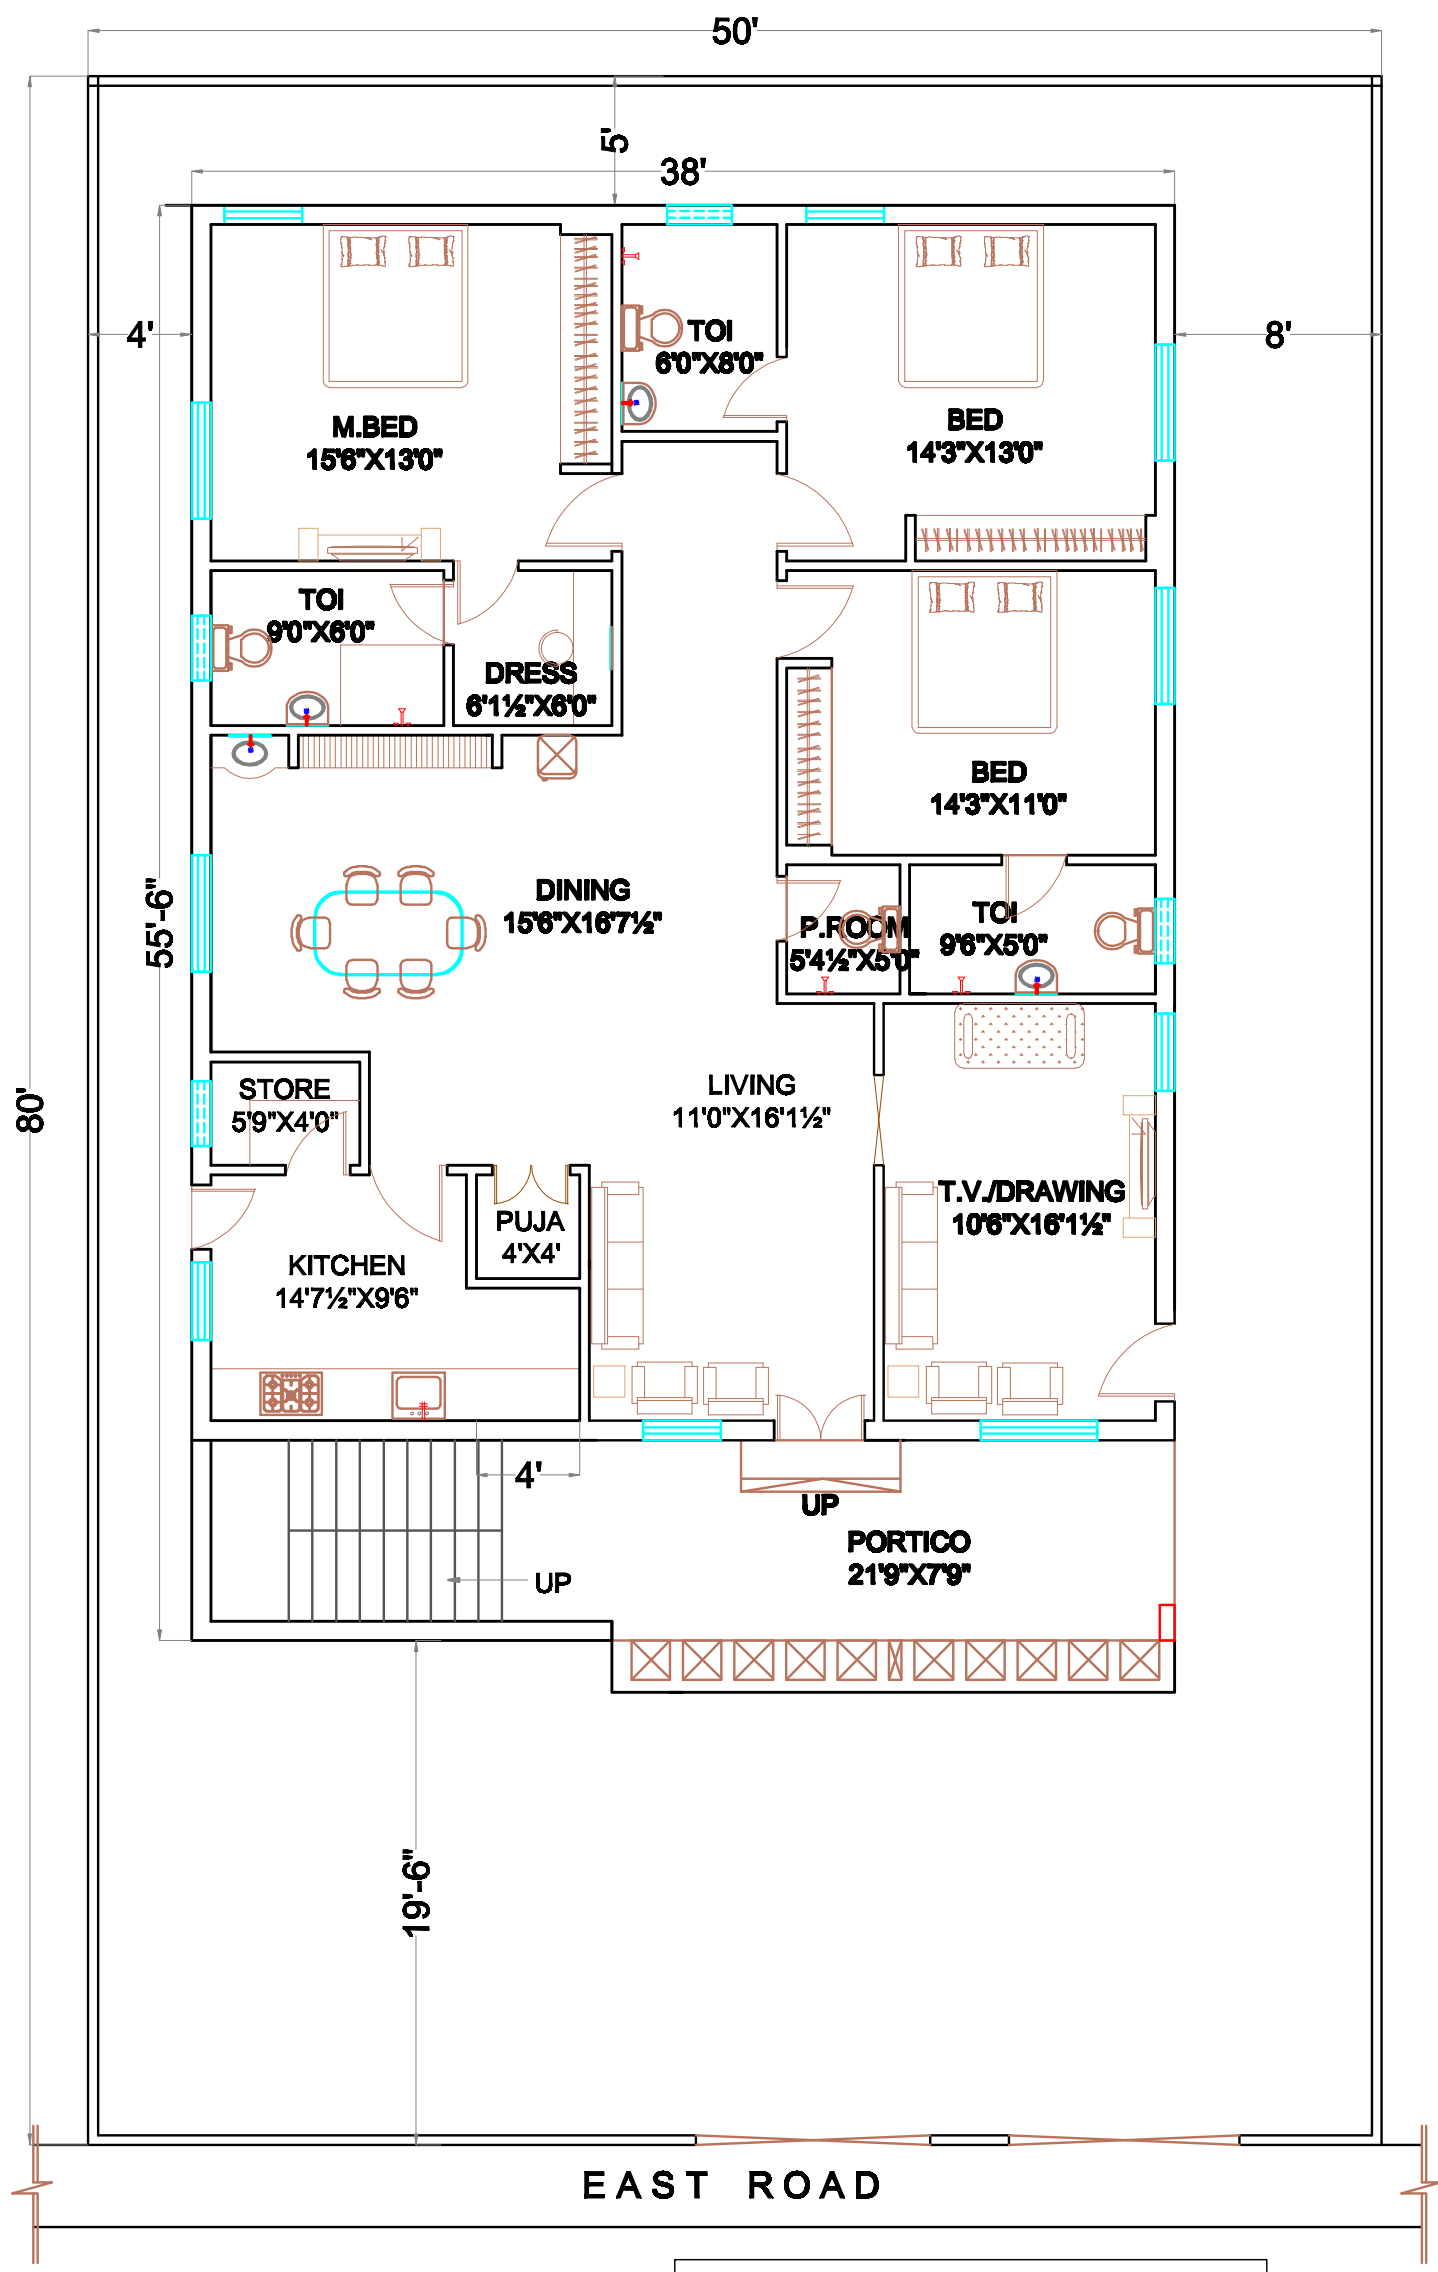 50'
5'
38'
4'
8'
TOI
6'0"X8'0"
M.BED
15'6"X13'0"
BED
14'3"X13'0"
TOI
9'0"X6'0"
DRESS
6'1½"X6'0"
BED
14'3"X11'0"
DINING
15'6"X16'7½"
P.ROOM
5'4½"X5'0"
TOI
9'6"X5'0"
55'-6"
80'
STORE
5'9"X4'0"
LIVING
11'0"X16'1½"
T.V./DRAWING
10'6"X16'1½"
PUJA
4'X4'
KITCHEN
14'7½"X9'6"
4'
UP
PORTICO
21'9"X7'9"
UP
19'-6"
EAST ROAD